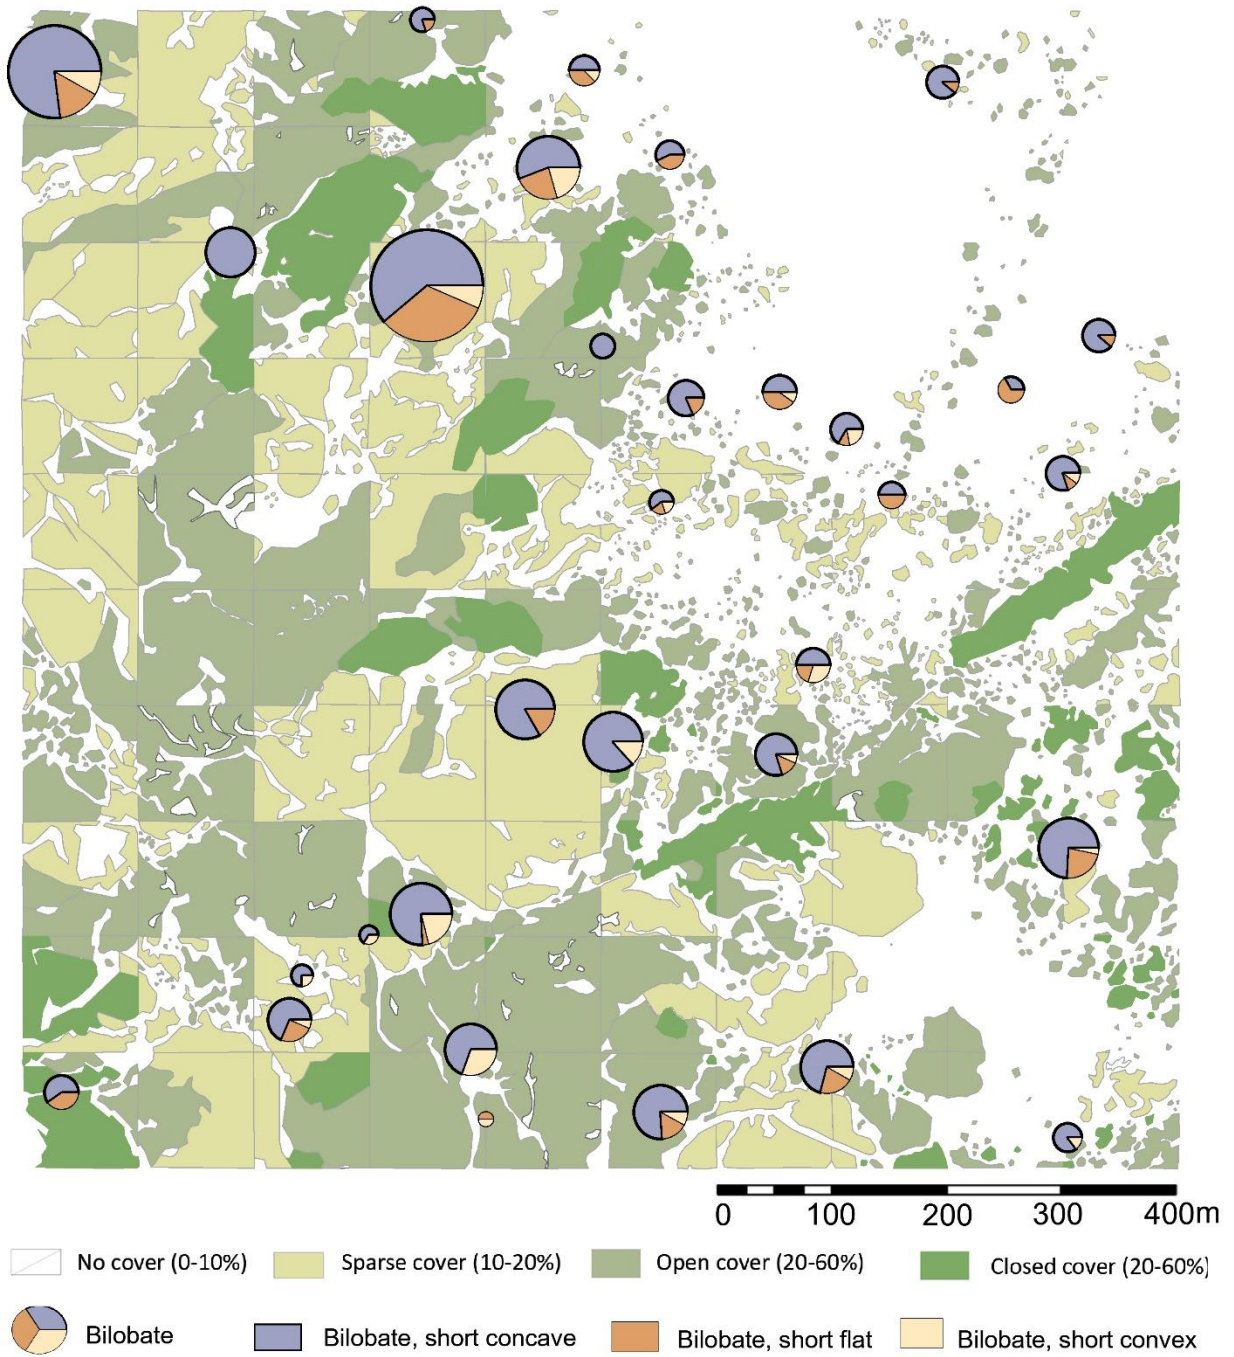 0 100 200 300 400m
No cover (0-10%) Sparse cover (10-20%) Open cover (20-60%) Closed cover (20-60%)
Bilobate Bilobate, short concave Bilobate, short flat Bilobate, short convex